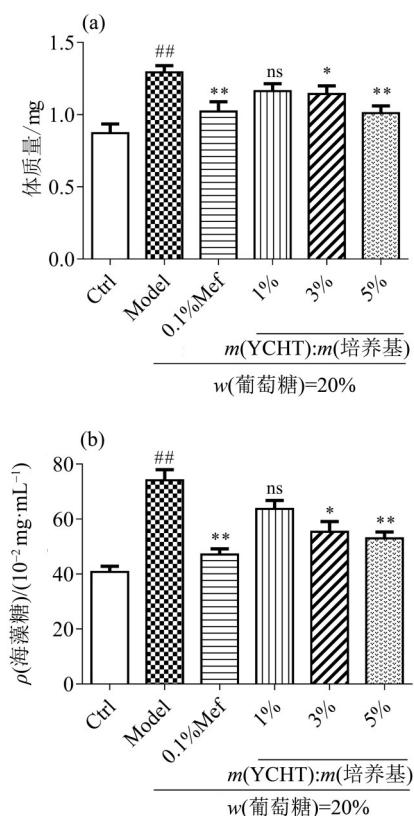 (a)
体质量/mg
1.5
1.0
0.5
0.0
##
**
ns
*
**
Ctrl
Model
0.1%Mef
1%
3%
5%
m(YCHT):m(培养基)
w(葡萄糖)=20%
(b)
ρ(海藻糖)/(10⁻² mg·mL⁻¹)
80
60
40
20
0
##
**
ns
*
**
Ctrl
Model
0.1%Mef
1%
3%
5%
m(YCHT):m(培养基)
w(葡萄糖)=20%